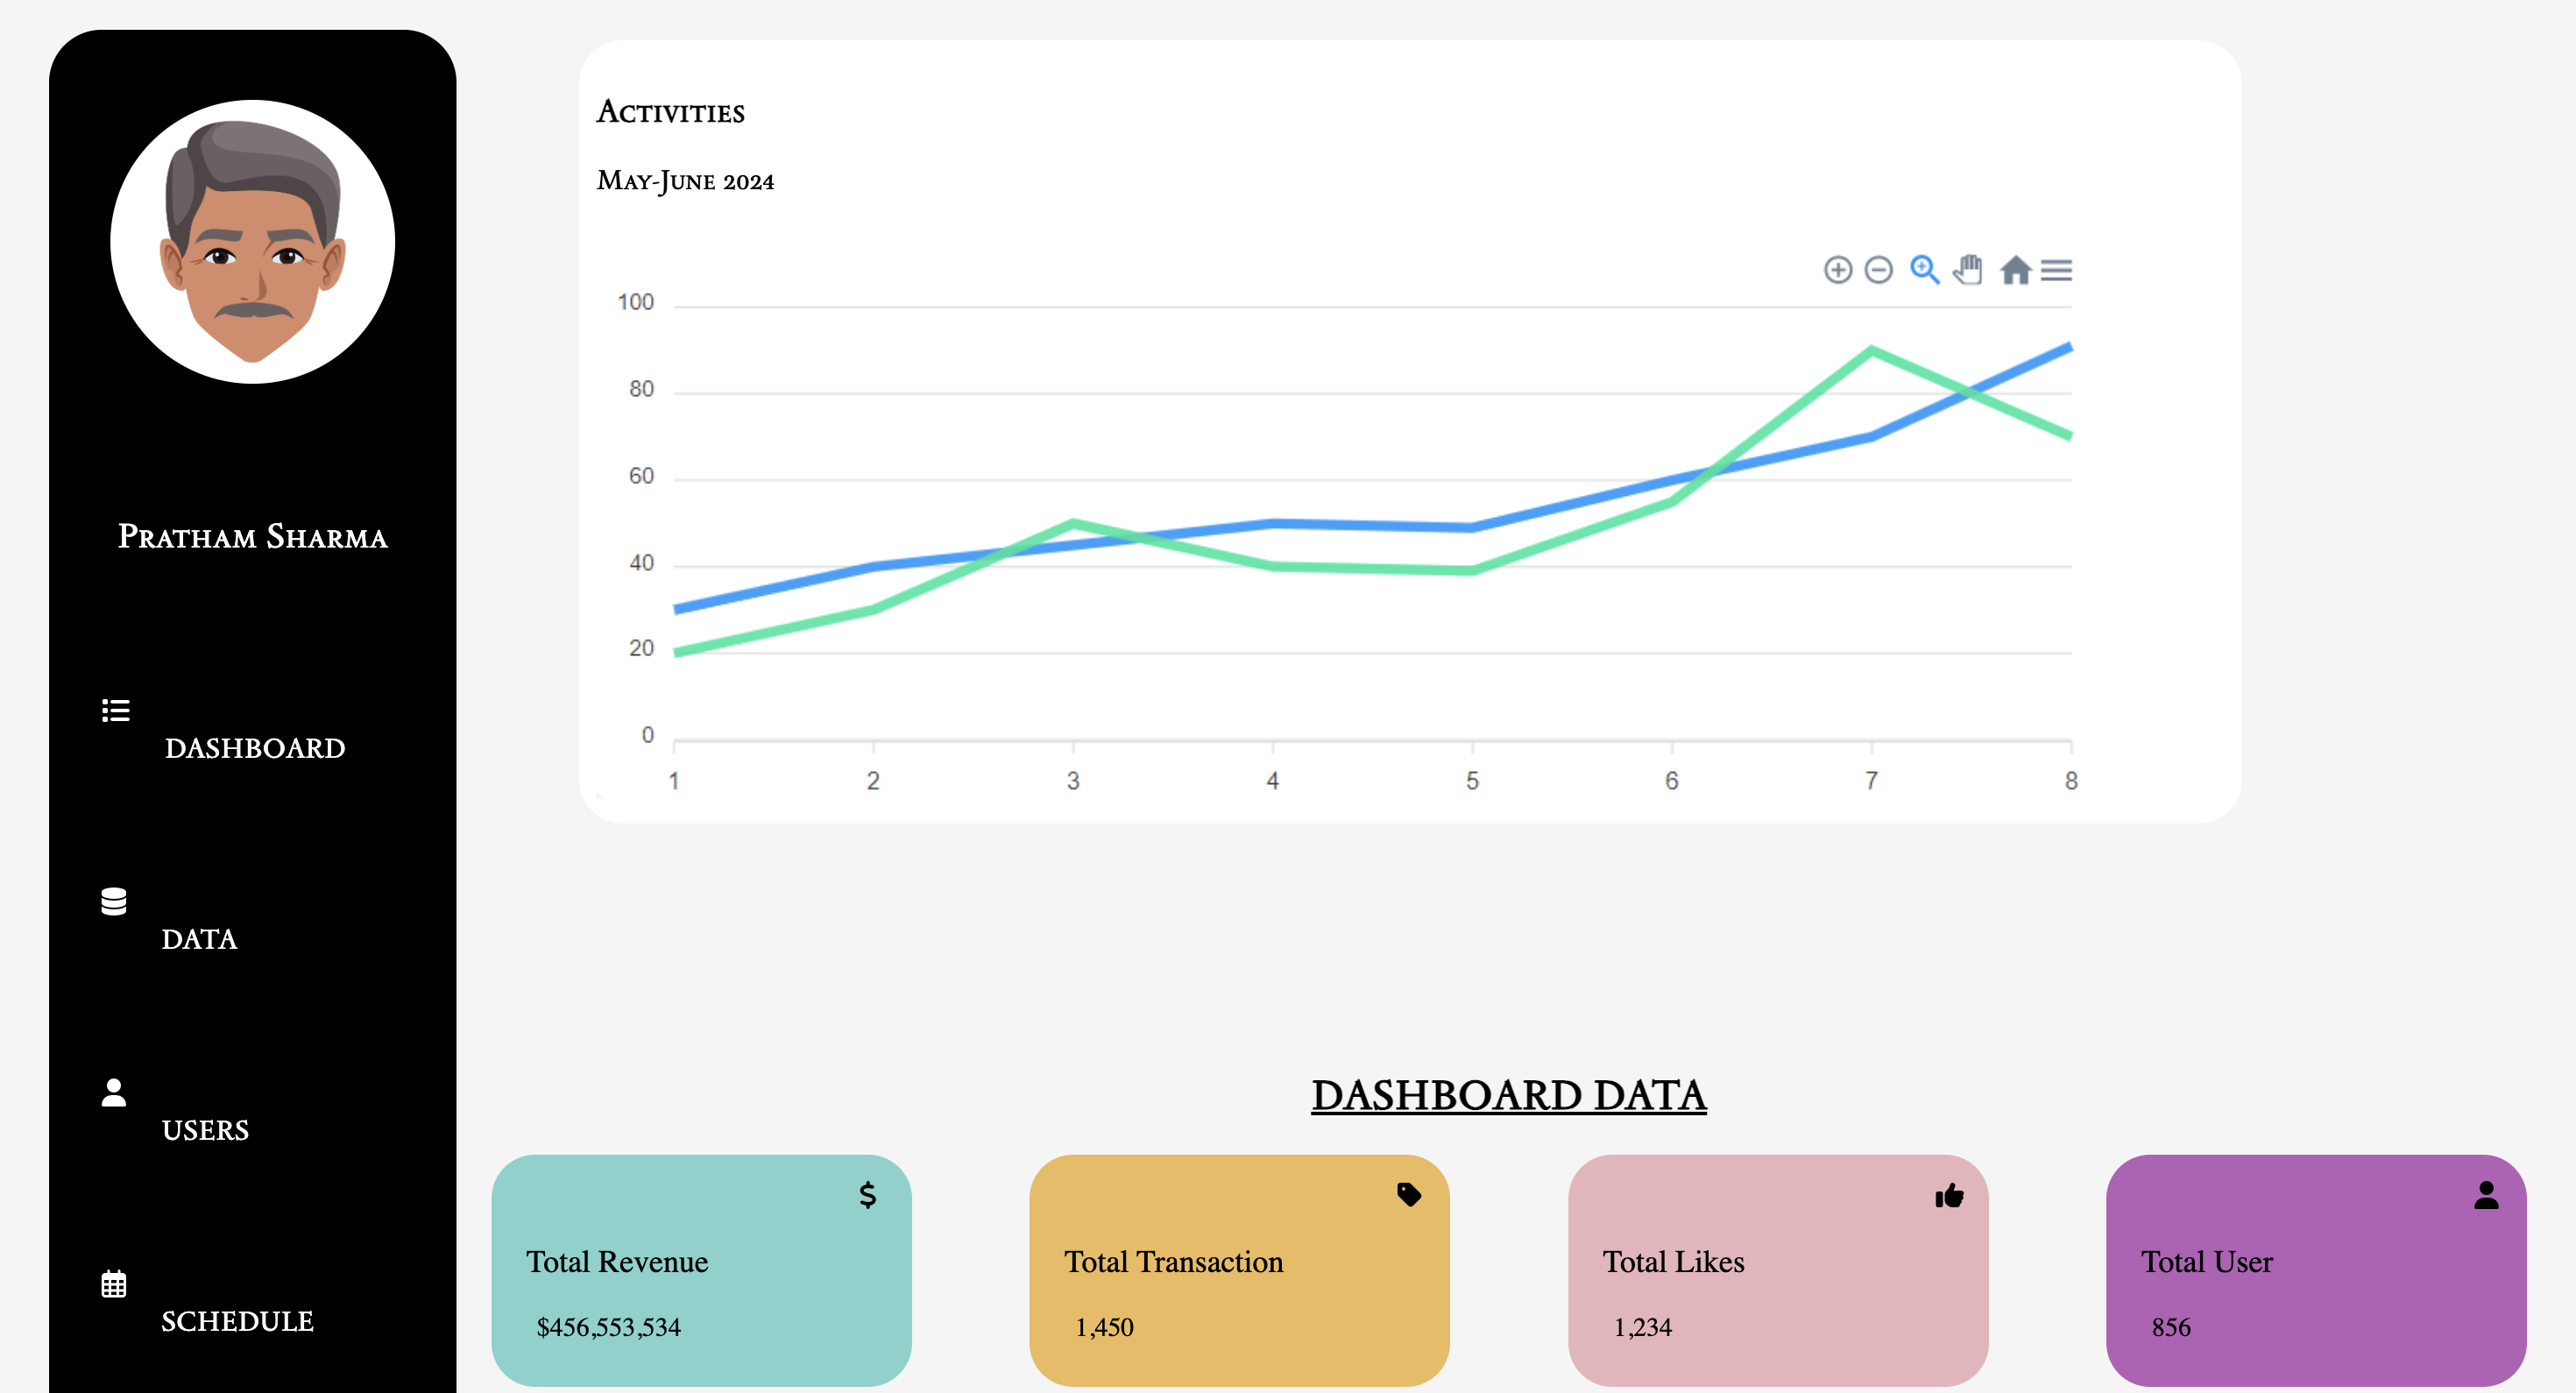 Pratham Sharma
DASHBOARD
DATA
USERS
SCHEDULE
Activities
May-June 2024
100
80
60
40
20
0
1 2 3 4 5 6 7 8
DASHBOARD DATA
$
Total Revenue
$456,553,534
Total Transaction
1,450
Total Likes
1,234
Total User
856